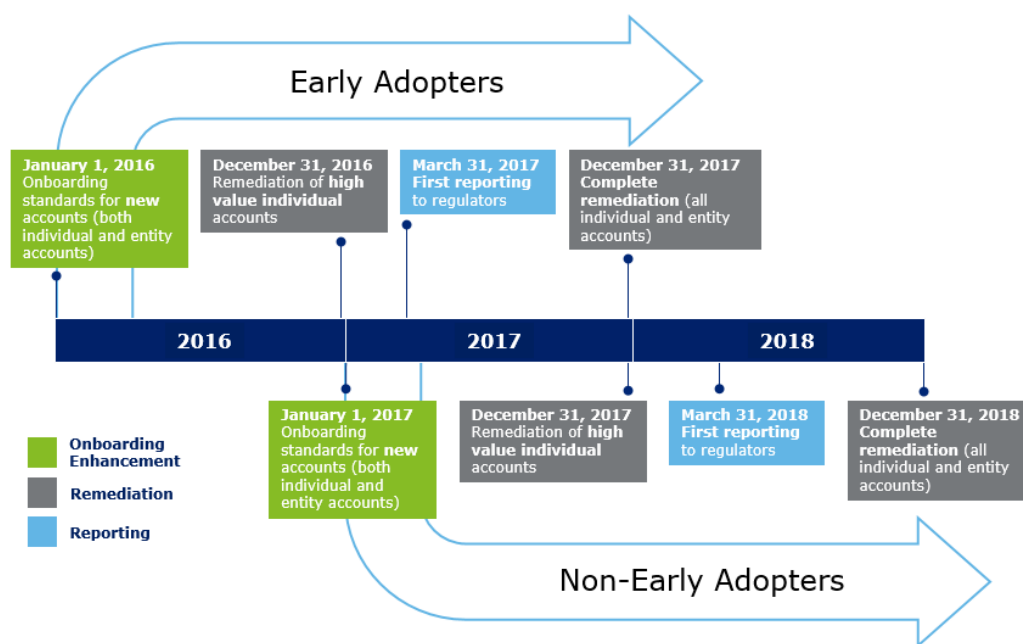 Early Adopters
January 1, 2016
Onboarding
standards for new
accounts (both
individual and entity
accounts)
December 31, 2016
Remediation of high
value individual
accounts
March 31, 2017
First reporting
to regulators
December 31, 2017
Complete
remediation (all
individual and entity
accounts)
2016
2017
2018
January 1, 2017
Onboarding
standards for new
accounts (both
individual and
entity accounts)
December 31, 2017
Remediation of high
value individual
accounts
March 31, 2018
First reporting
to regulators
December 31, 2018
Complete
remediation (all
individual and entity
accounts)
Onboarding
Enhancement
Remediation
Reporting
Non-Early Adopters